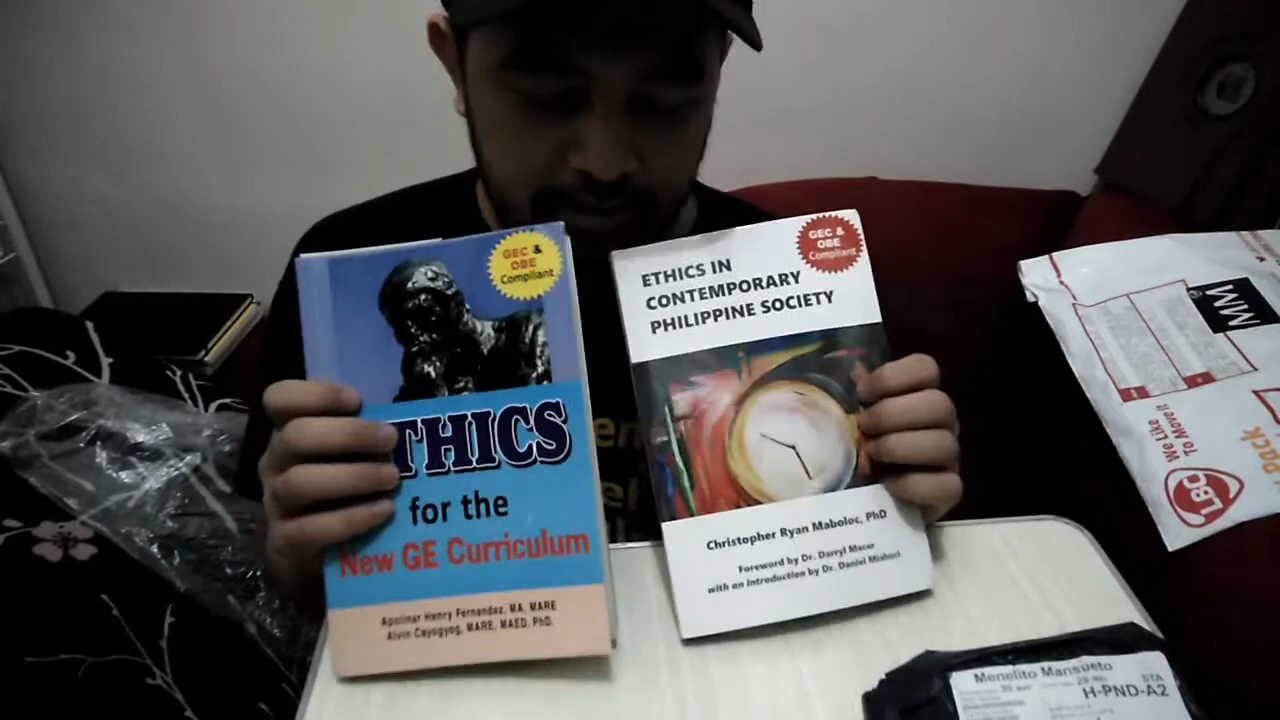 GEC &
OBE
Compliant
THICS
for the
New GE Curriculum
Apolinar Henry Fernandez, MA, MARE
Alvin Cayogyog, MARE, MAED, PhD.
GEC &
OBE
Compliant
ETHICS IN
CONTEMPORARY
PHILIPPINE SOCIETY
Christopher Ryan Maboloc, PhD
Foreword by Dr. Darryl Macer
with an introduction by Dr. Daniel Mishori
MM
We Like
To Move It
LBC
Pack
Menelito Mansueto
STA
H-PND-A2